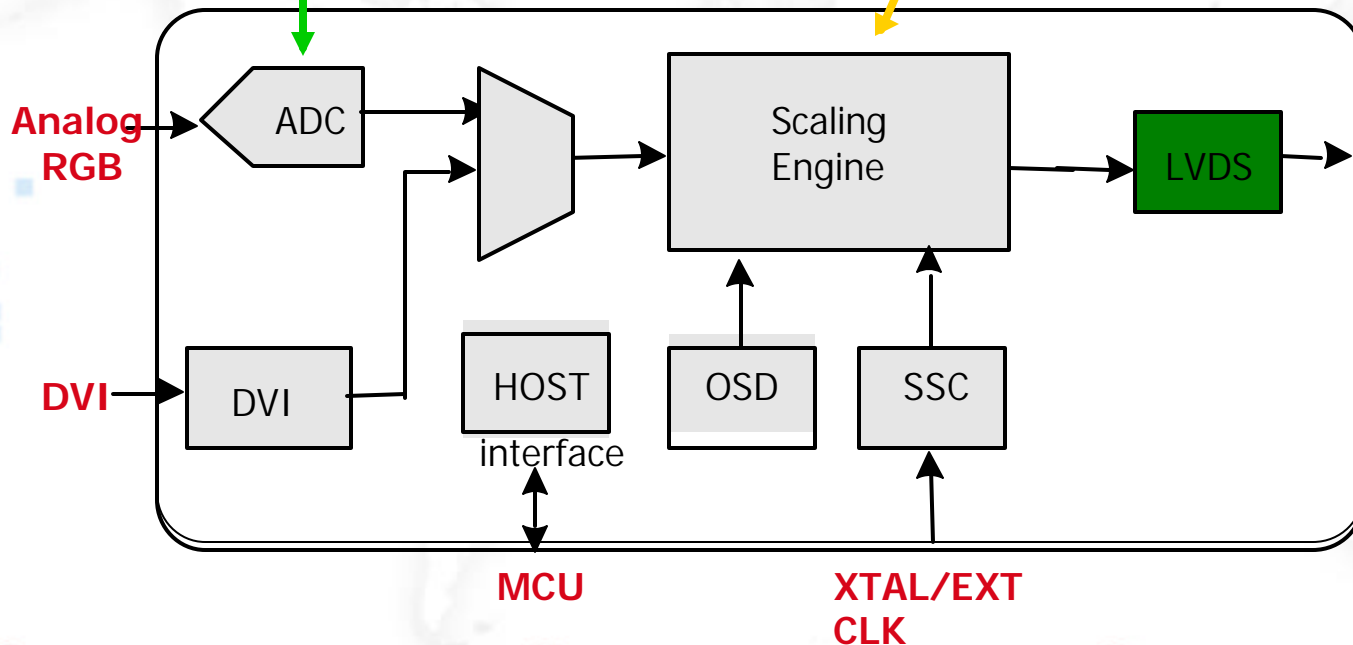 Analog
RGB
ADC
Scaling
Engine
LVDS
DVI
DVI
HOST
interface
OSD
SSC
MCU
XTAL/EXT
CLK